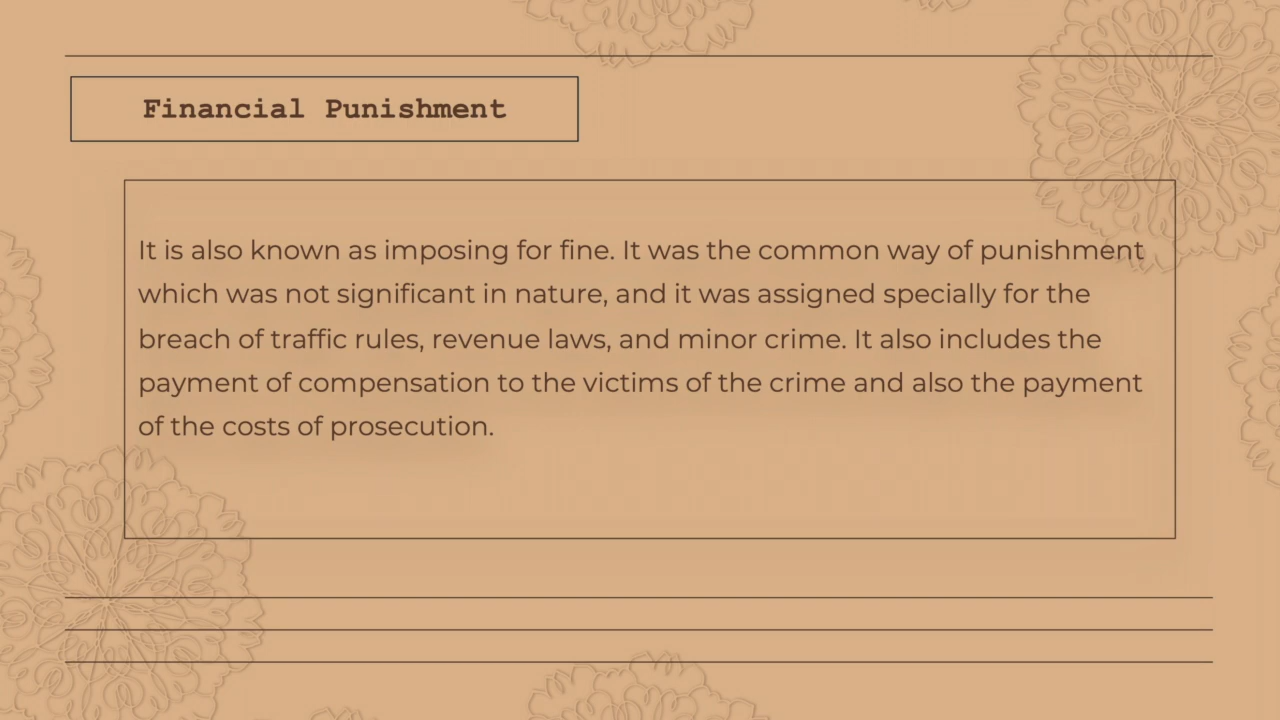 Financial Punishment
It is also known as imposing for fine. It was the common way of punishment
which was not significant in nature, and it was assigned specially for the
breach of traffic rules, revenue laws, and minor crime. It also includes the
payment of compensation to the victims of the crime and also the payment
of the costs of prosecution.